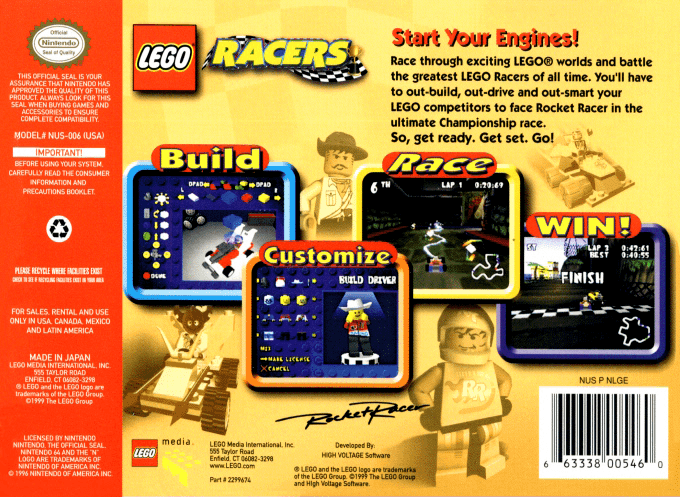 Official
Nintendo
Seal of Quality
THIS OFFICIAL SEAL IS YOUR
ASSURANCE THAT NINTENDO HAS
APPROVED THE QUALITY OF THIS
PRODUCT. ALWAYS LOOK FOR THIS
SEAL WHEN BUYING GAMES AND
ACCESSORIES TO ENSURE
COMPLETE COMPATIBILITY.
MODEL# NUS-006 (USA)
IMPORTANT!
BEFORE USING YOUR SYSTEM,
CAREFULLY READ THE CONSUMER
INFORMATION AND
PRECAUTIONS BOOKLET.
PLEASE RECYCLE WHERE FACILITIES EXIST
CHECK TO SEE IF RECYCLING FACILITIES EXIST IN YOUR AREA
FOR SALES, RENTAL AND USE
ONLY IN USA, CANADA, MEXICO
AND LATIN AMERICA
MADE IN JAPAN
LEGO MEDIA INTERNATIONAL, INC.
555 TAYLOR ROAD
ENFIELD, CT 06082-3298
® LEGO and the LEGO logo are
trademarks of the LEGO Group.
©1999 The LEGO Group
LICENSED BY NINTENDO
NINTENDO, THE OFFICIAL SEAL,
NINTENDO 64 AND THE "N"
LOGO ARE TRADEMARKS OF
NINTENDO OF AMERICA INC.
© 1996 NINTENDO OF AMERICA INC.
LEGO RACERS
Start Your Engines!
Race through exciting LEGO® worlds and battle
the greatest LEGO Racers of all time. You'll have
to out-build, out-drive and out-smart your
LEGO competitors to face Rocket Racer in the
ultimate Championship race.
So, get ready. Get set. Go!
Build
L DPAD DPAD R
DONE
Customize
BUILD DRIVER
MIX
MAKE LICENSE
CANCEL
Race
6 TH LAP 1 0:20:69
WIN!
LAP 3 0:42:61
BEST 0:40:55
FINISH
RR
Rocket Racer
LEGO media
LEGO Media International, Inc.
555 Taylor Road
Enfield, CT 06082-3298
www.LEGO.com
Part # 2299674
Developed By:
HIGH VOLTAGE Software
® LEGO and the LEGO logo are trademarks
of the LEGO Group. ©1999 The LEGO Group
and High Voltage Software.
NUS P NLGE
6 63338 00546 0